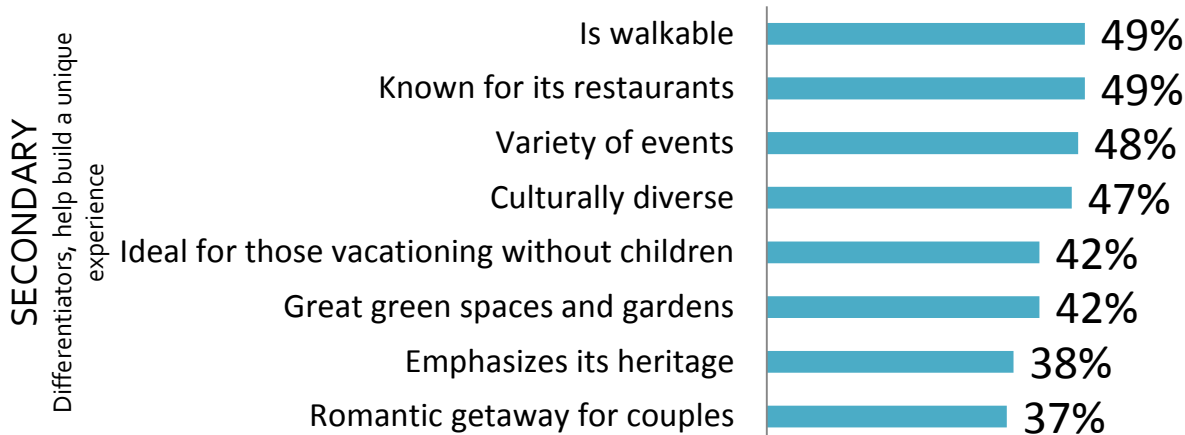 SECONDARY
Differentiators, help build a unique
experience
Is walkable 49%
Known for its restaurants 49%
Variety of events 48%
Culturally diverse 47%
Ideal for those vacationing without children 42%
Great green spaces and gardens 42%
Emphasizes its heritage 38%
Romantic getaway for couples 37%